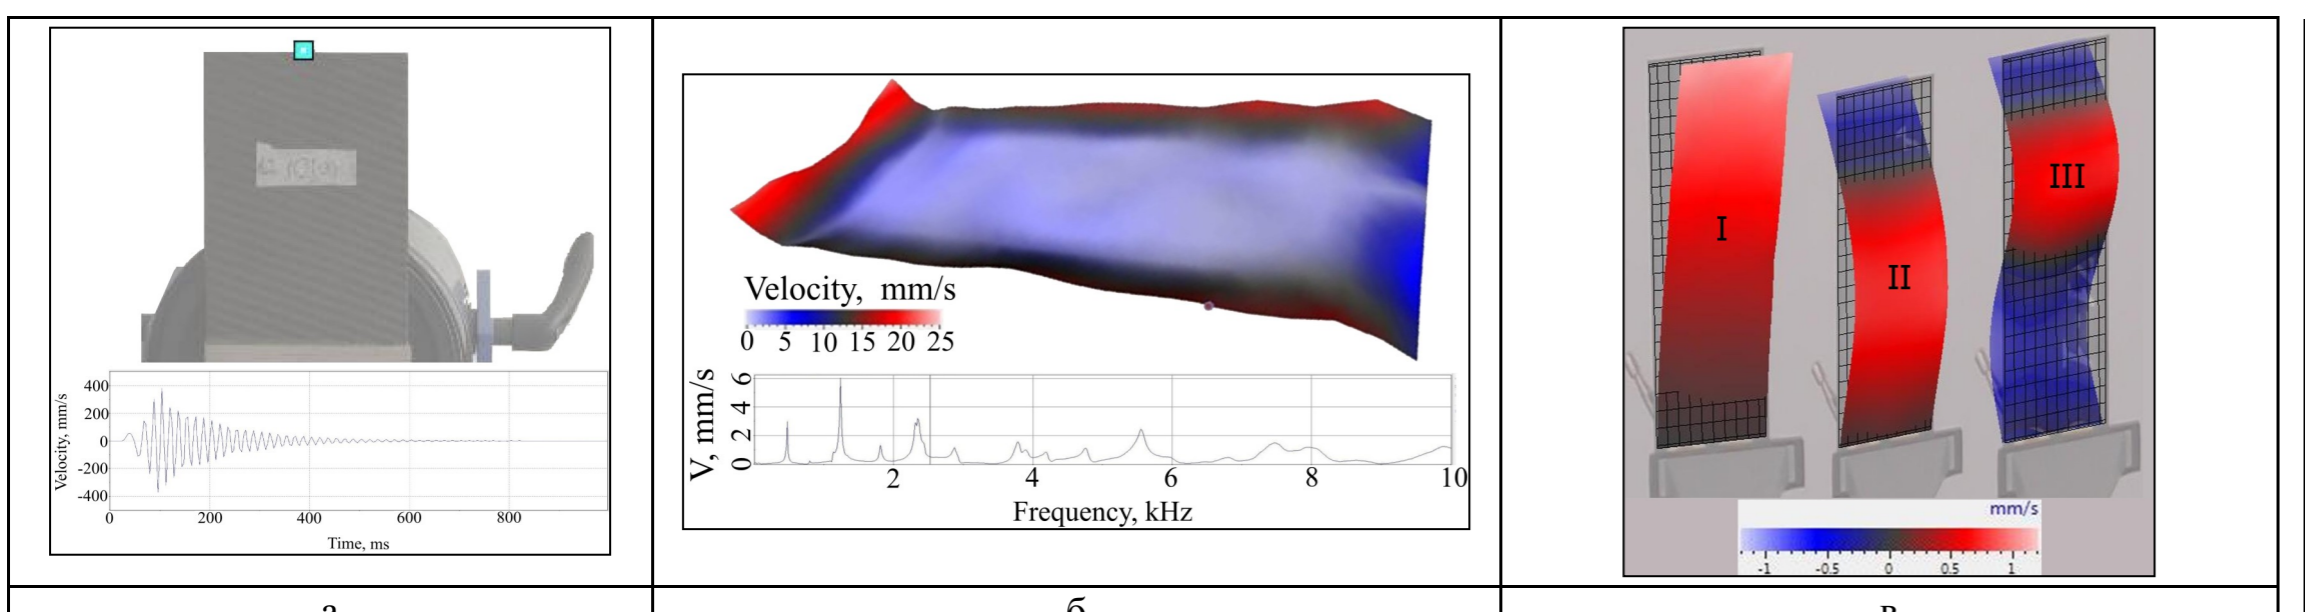 400
200
0
-200
-400
Velocity, mm/s
0 200 400 600 800
Time, ms
Velocity, mm/s
0 5 10 15 20 25
V, mm/s
6
4
2
0
2 4 6 8 10
Frequency, kHz
I
II
III
mm/s
-1 -0.5 0 0.5 1
а б в